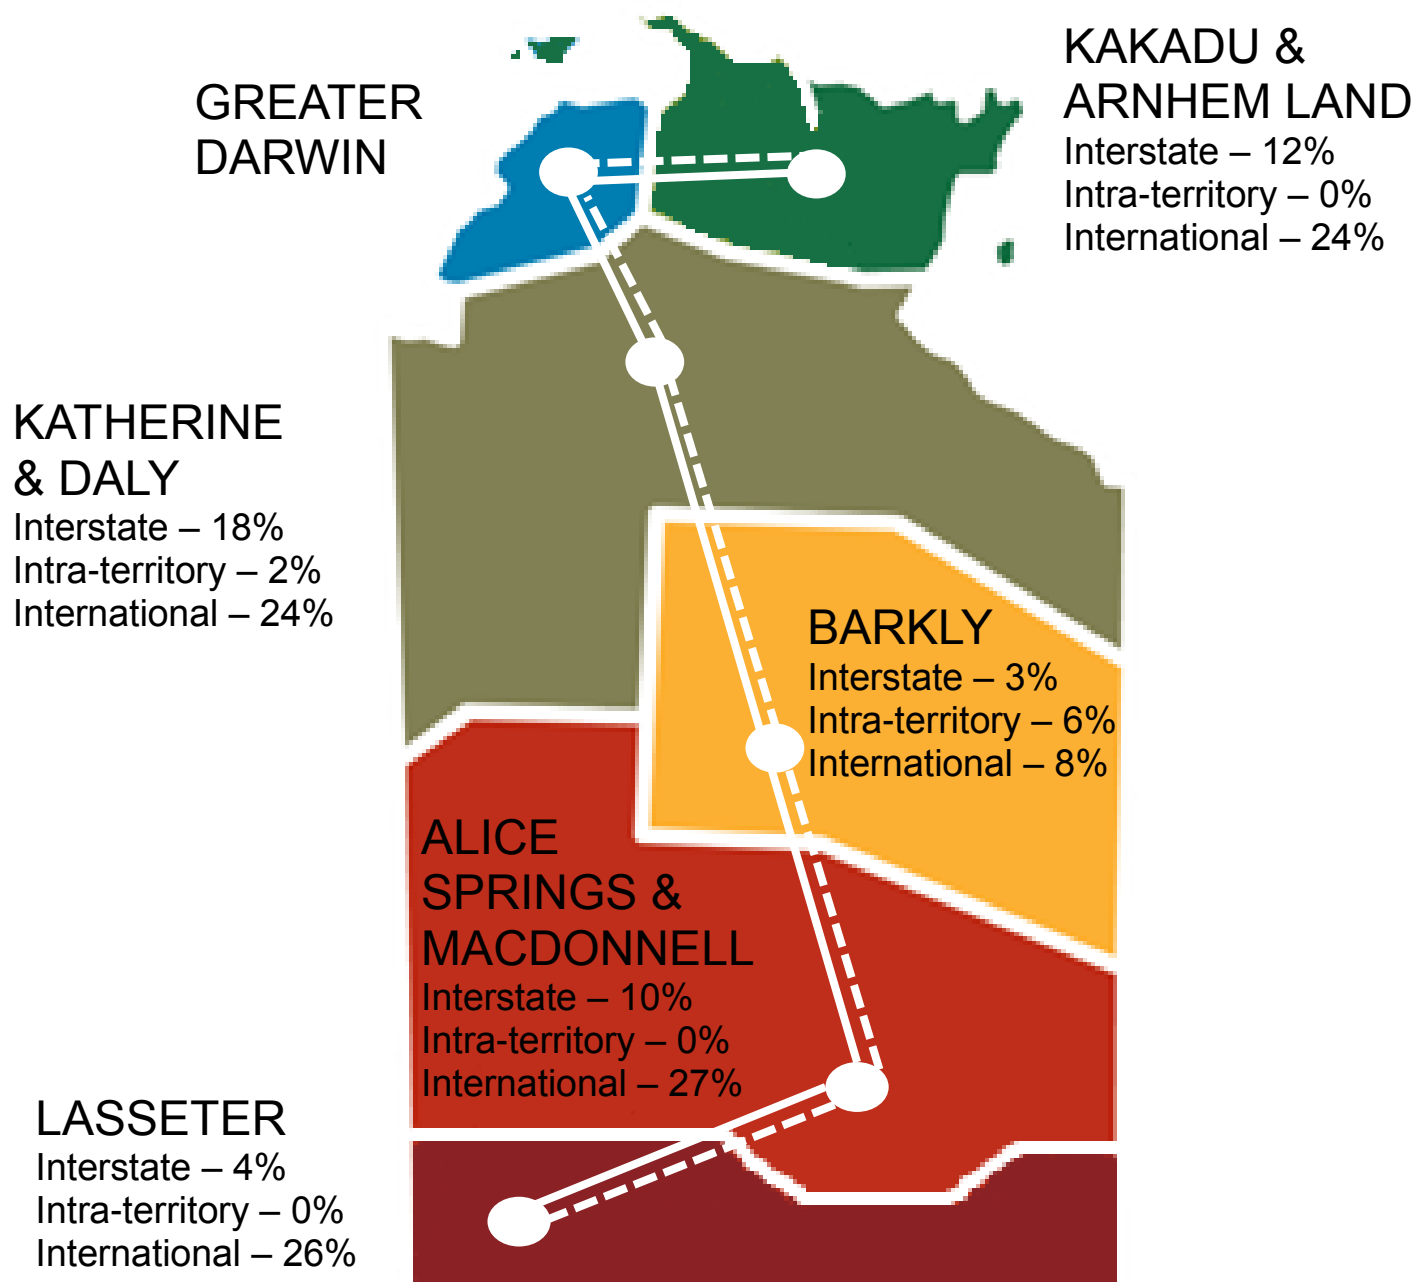 GREATER
DARWIN
KAKADU &
ARNHEM LAND
Interstate – 12%
Intra-territory – 0%
International – 24%
KATHERINE
& DALY
Interstate – 18%
Intra-territory – 2%
International – 24%
BARKLY
Interstate – 3%
Intra-territory – 6%
International – 8%
ALICE
SPRINGS &
MACDONNELL
Interstate – 10%
Intra-territory – 0%
International – 27%
LASSETER
Interstate – 4%
Intra-territory – 0%
International – 26%